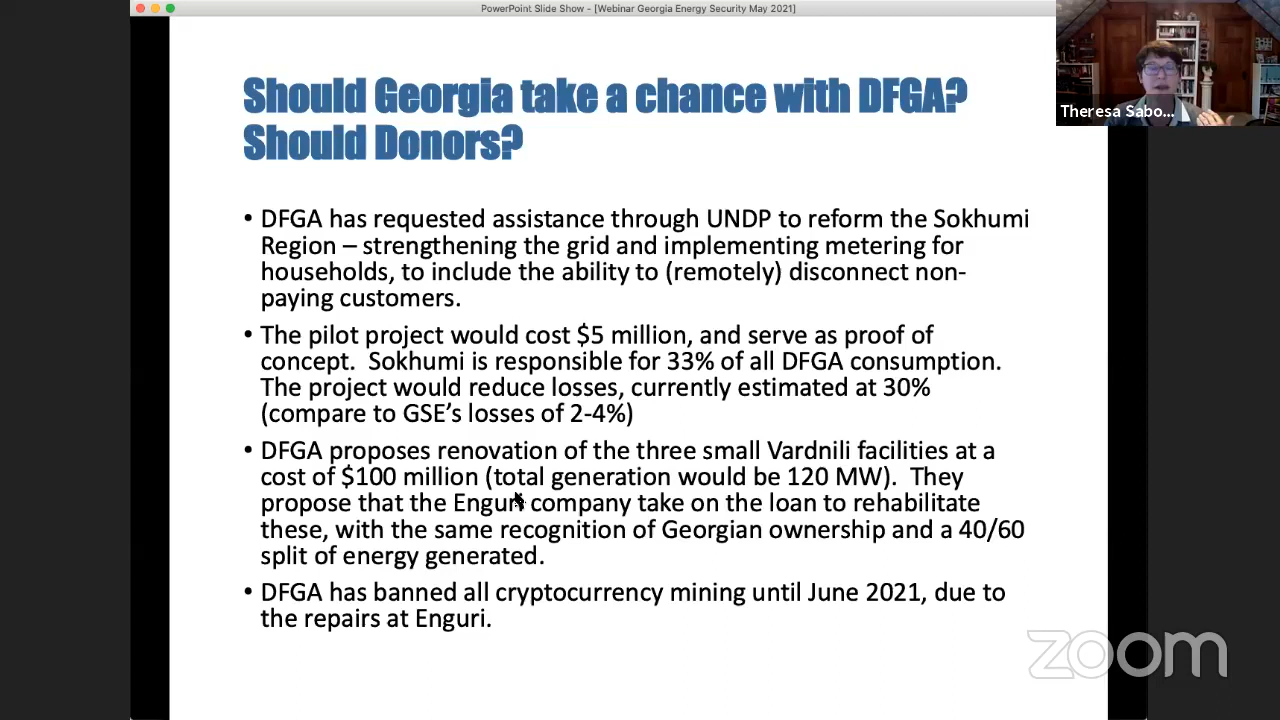 PowerPoint Slide Show - [Webinar Georgia Energy Security May 2021]
Should Georgia take a chance with DFGA?
Should Donors?
Theresa Sabo...
• DFGA has requested assistance through UNDP to reform the Sokhumi
Region – strengthening the grid and implementing metering for
households, to include the ability to (remotely) disconnect non-
paying customers.
• The pilot project would cost $5 million, and serve as proof of
concept. Sokhumi is responsible for 33% of all DFGA consumption.
The project would reduce losses, currently estimated at 30%
(compare to GSE's losses of 2-4%)
• DFGA proposes renovation of the three small Vardnili facilities at a
cost of $100 million (total generation would be 120 MW). They
propose that the Enguri company take on the loan to rehabilitate
these, with the same recognition of Georgian ownership and a 40/60
split of energy generated.
• DFGA has banned all cryptocurrency mining until June 2021, due to
the repairs at Enguri.
zoom